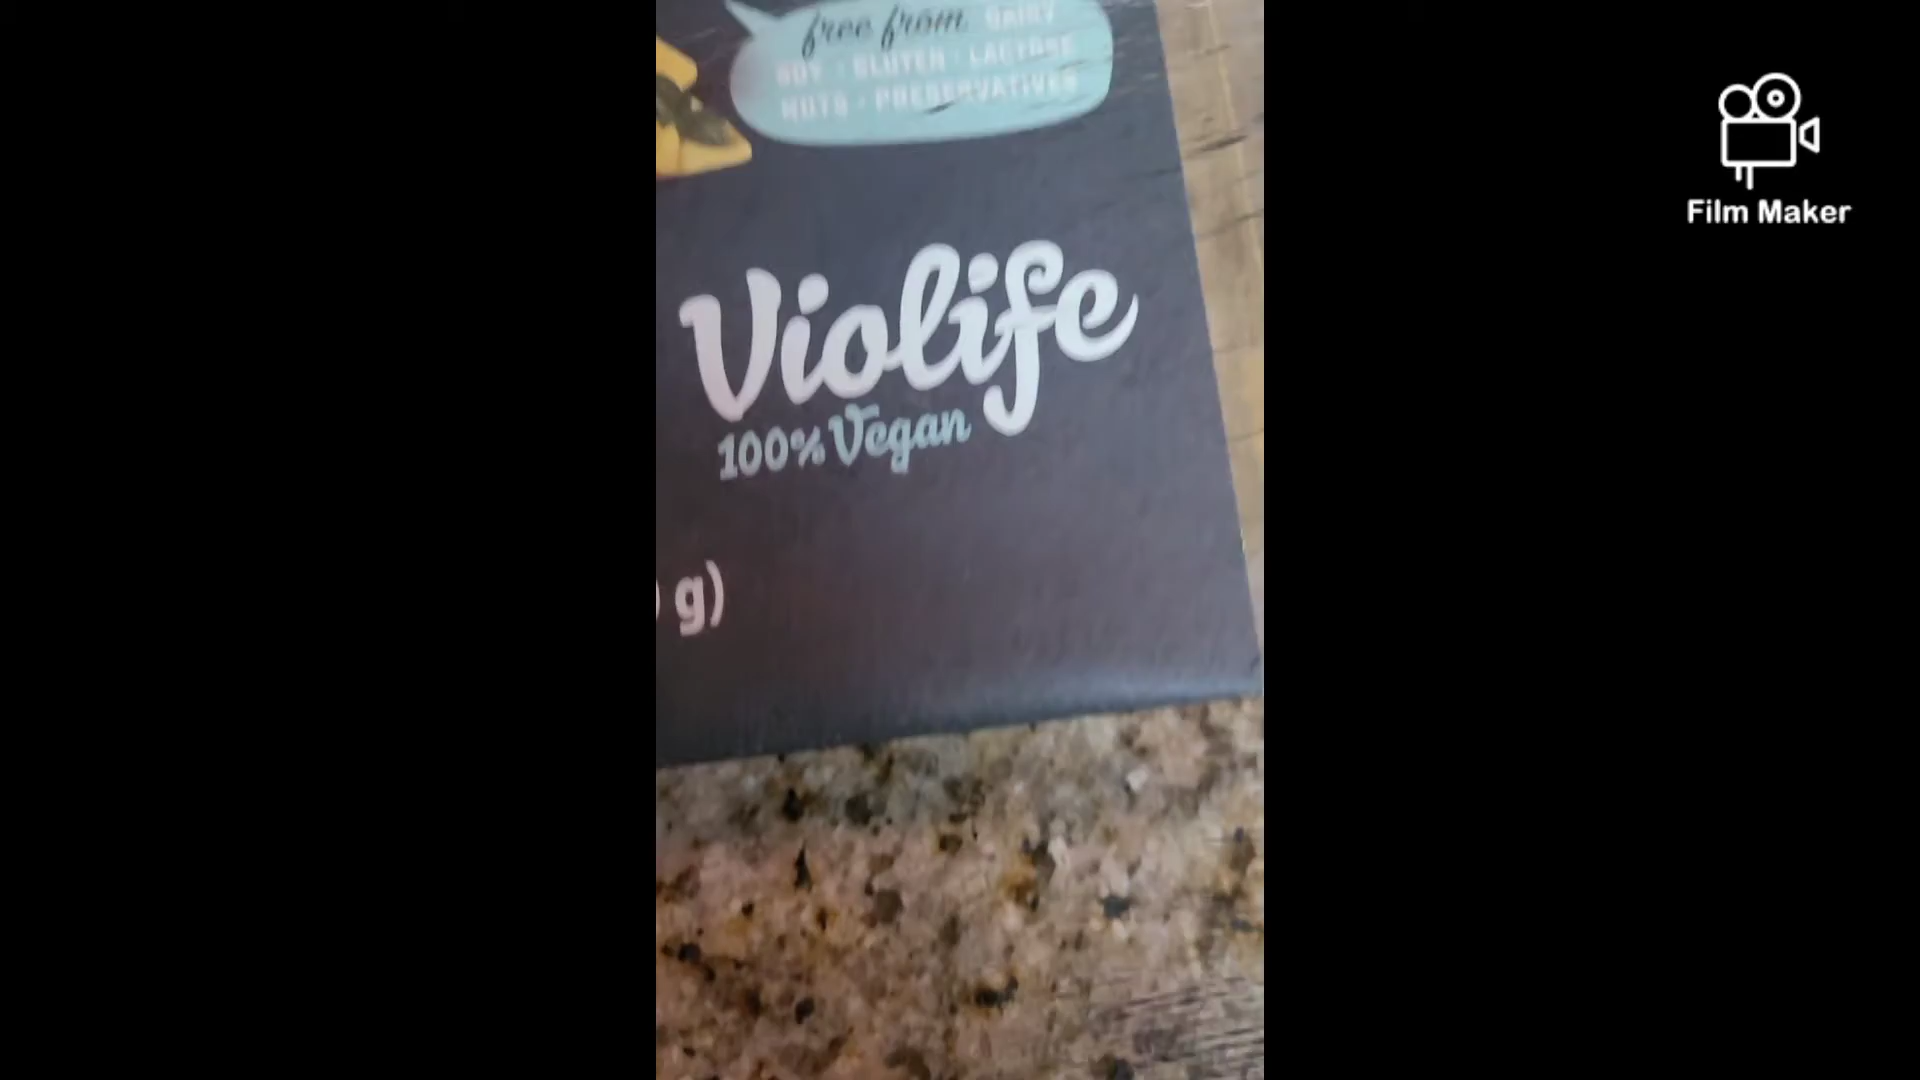 free from DAIRY
SOY · GLUTEN · LACTOSE
NUTS · PRESERVATIVES
Film Maker
Violife
100% Vegan
g)